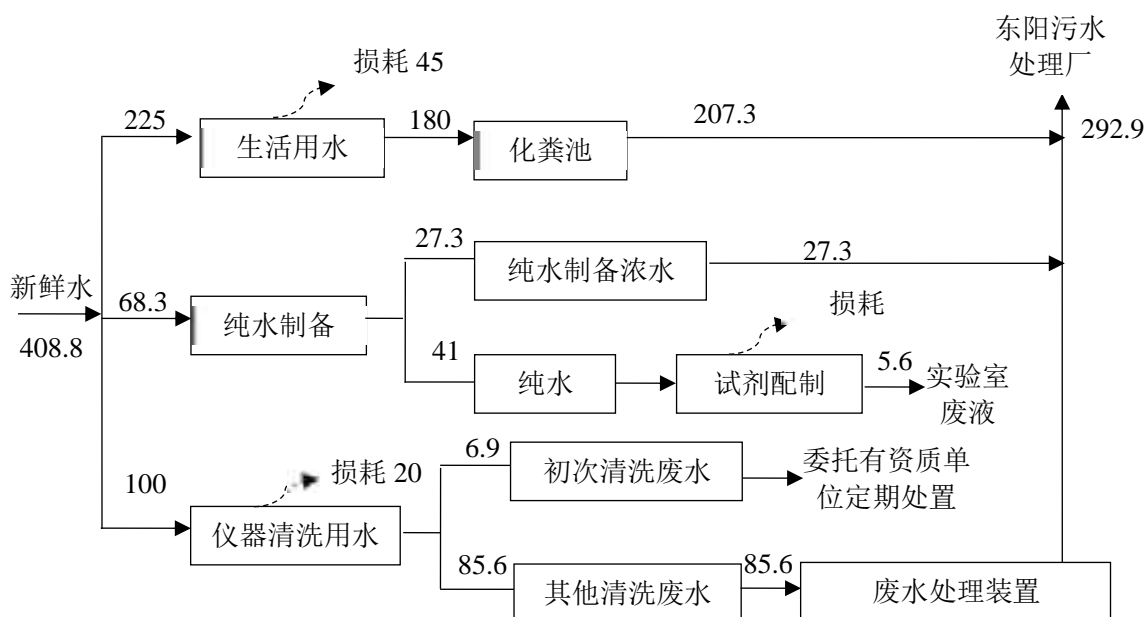 东阳污水
处理厂
损耗 45
225
180
207.3
292.9
生活用水
化粪池
27.3
纯水制备浓水
27.3
新鲜水
408.8
68.3
纯水制备
损耗
41
纯水
试剂配制
5.6
实验室
废液
6.9
初次清洗废水
委托有资质单
位定期处置
100
损耗 20
仪器清洗用水
85.6
其他清洗废水
85.6
废水处理装置